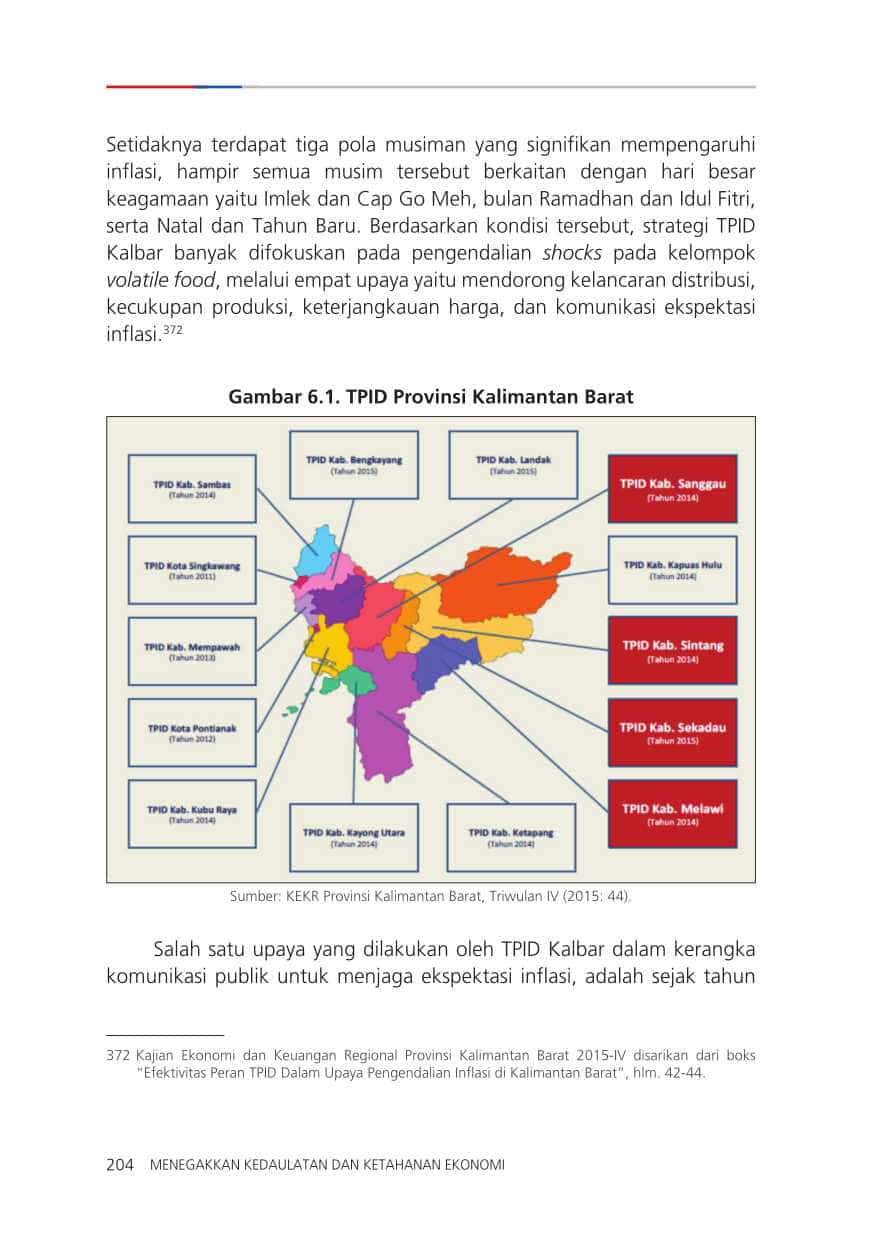 Setidaknya terdapat tiga pola musiman yang signifikan mempengaruhi
inflasi, hampir semua musim tersebut berkaitan dengan hari besar
keagamaan yaitu Imlek dan Cap Go Meh, bulan Ramadhan dan Idul Fitri,
serta Natal dan Tahun Baru. Berdasarkan kondisi tersebut, strategi TPID
Kalbar banyak difokuskan pada pengendalian shocks pada kelompok
volatile food, melalui empat upaya yaitu mendorong kelancaran distribusi,
kecukupan produksi, keterjangkauan harga, dan komunikasi ekspektasi
inflasi.372
Gambar 6.1. TPID Provinsi Kalimantan Barat
TPID Kab. Bengkayang
(Tahun 2015)
TPID Kab. Landak
(Tahun 2015)
TPID Kab. Sambas
(Tahun 2014)
TPID Kab. Sanggau
(Tahun 2014)
TPID Kota Singkawang
(Tahun 2011)
TPID Kab. Kapuas Hulu
(Tahun 2014)
TPID Kab. Mempawah
(Tahun 2013)
TPID Kab. Sintang
(Tahun 2014)
TPID Kota Pontianak
(Tahun 2012)
TPID Kab. Sekadau
(Tahun 2015)
TPID Kab. Kubu Raya
(Tahun 2014)
TPID Kab. Melawi
(Tahun 2014)
TPID Kab. Kayong Utara
(Tahun 2014)
TPID Kab. Ketapang
(Tahun 2014)
Sumber: KEKR Provinsi Kalimantan Barat, Triwulan IV (2015: 44).
Salah satu upaya yang dilakukan oleh TPID Kalbar dalam kerangka
komunikasi publik untuk menjaga ekspektasi inflasi, adalah sejak tahun
372 Kajian Ekonomi dan Keuangan Regional Provinsi Kalimantan Barat 2015-IV disarikan dari boks
"Efektivitas Peran TPID Dalam Upaya Pengendalian Inflasi di Kalimantan Barat", hlm. 42-44.
204 MENEGAKKAN KEDAULATAN DAN KETAHANAN EKONOMI